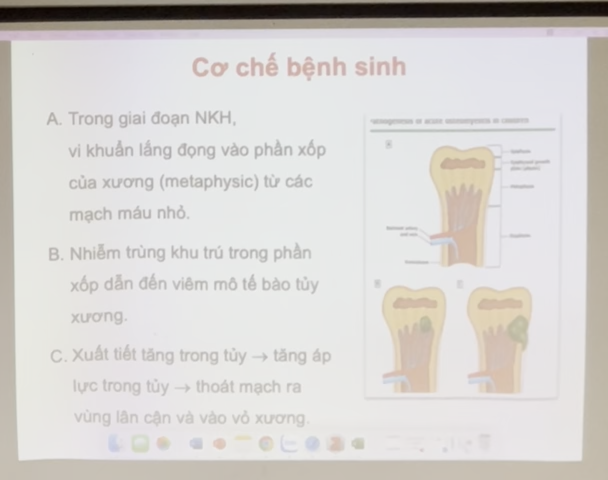 Cơ chế bệnh sinh
A. Trong giai đoạn NKH,
vi khuẩn lắng đọng vào phần xốp
của xương (metaphysic) từ các
mạch máu nhỏ.
B. Nhiễm trùng khu trú trong phần
xốp dẫn đến viêm mô tế bào tủy
xương.
C. Xuất tiết tăng trong tủy → tăng áp
lực trong tủy → thoát mạch ra
vùng lân cận và vào vỏ xương.